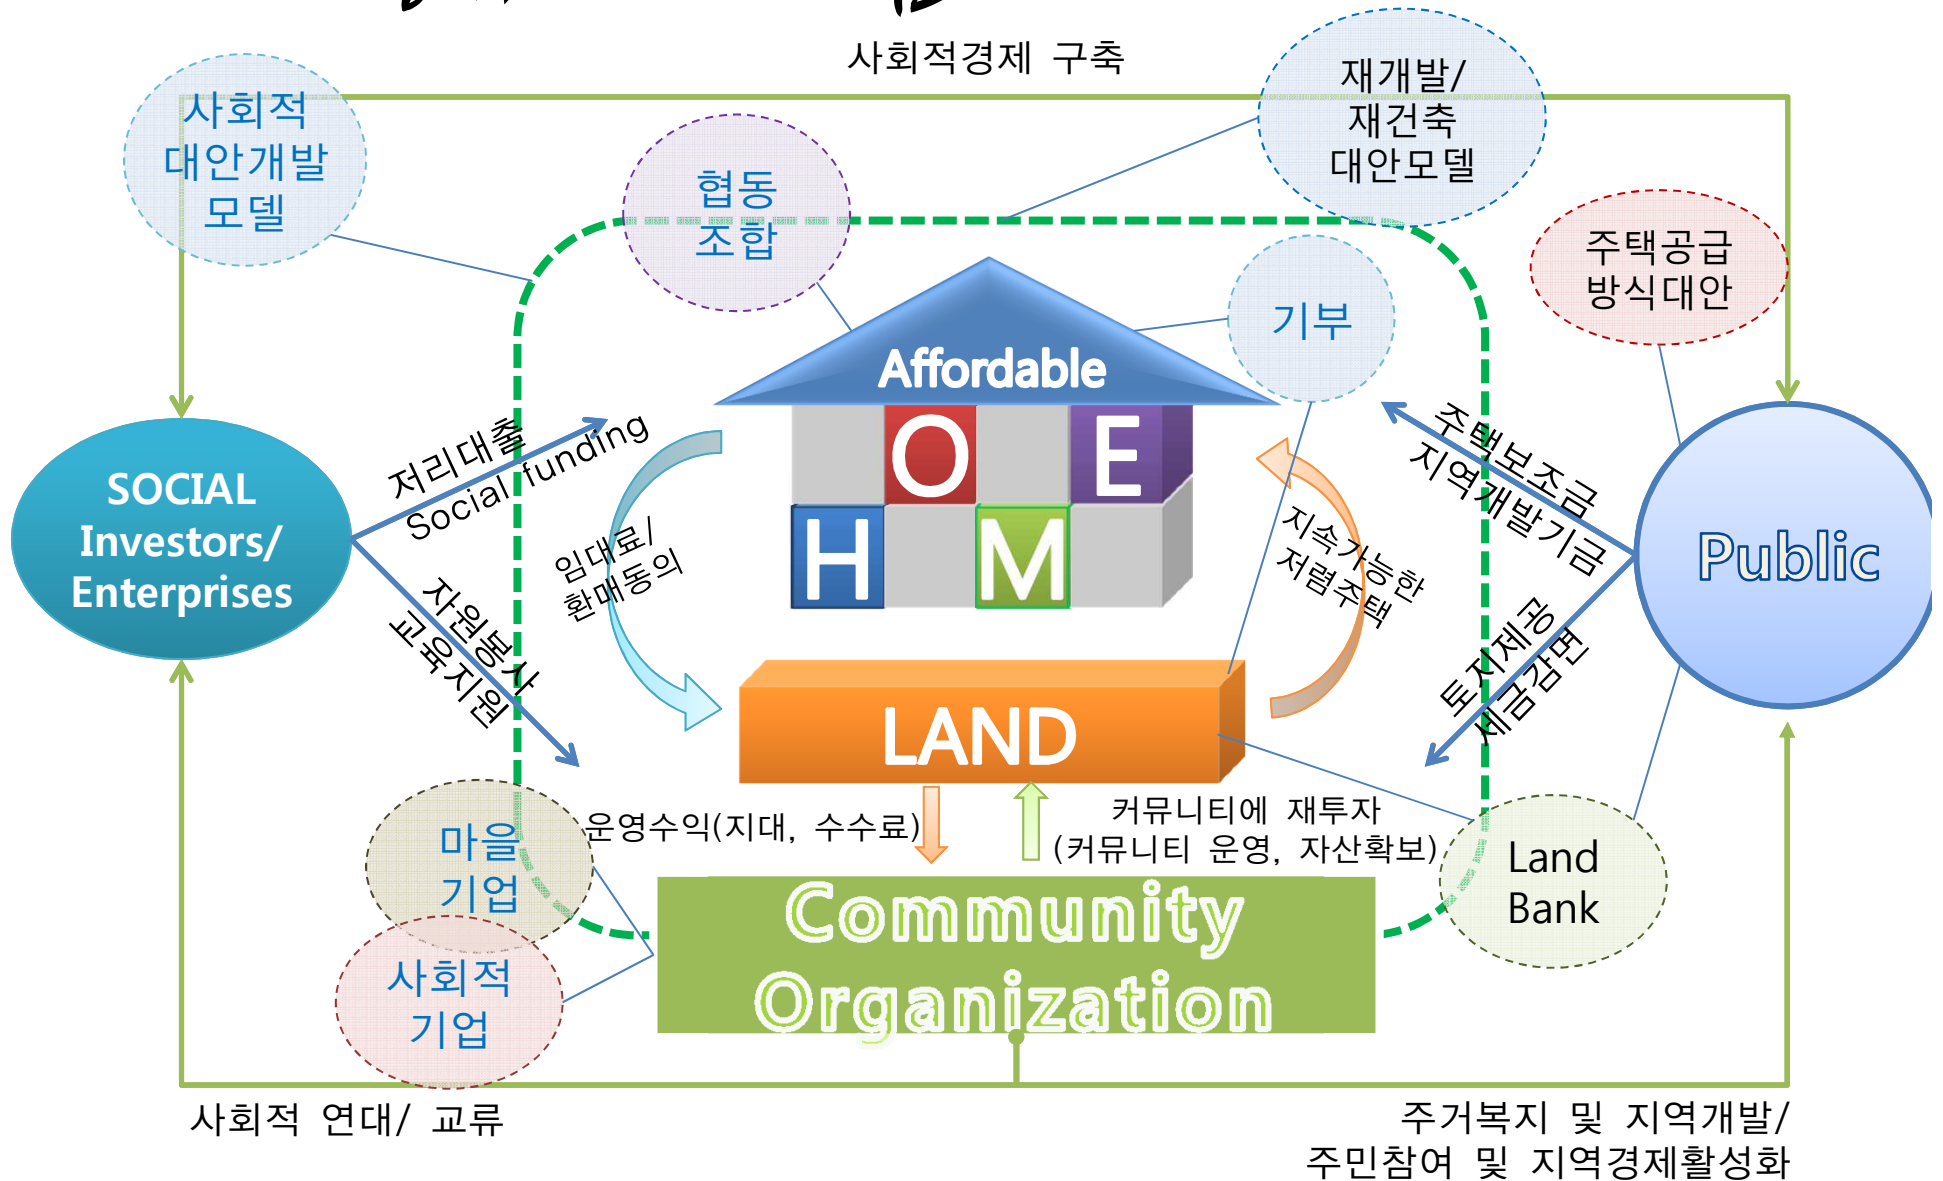 사회적경제 구축
사회적
대안개발
모델
재개발/
재건축
대안모델
협동
조합
주택공급
방식대안
기부
Affordable
O E
H M
저리대출
Social funding
주택보조금
지역개발기금
SOCIAL
Investors/
Enterprises
Public
임대료/
환매동의
지속가능한
저렴주택
자원봉사
교육지원
토지제공
세금감면
LAND
운영수익(지대, 수수료)
커뮤니티에 재투자
(커뮤니티 운영, 자산확보)
마을
기업
Land
Bank
Community
Organization
사회적
기업
사회적 연대/ 교류
주거복지 및 지역개발/
주민참여 및 지역경제활성화